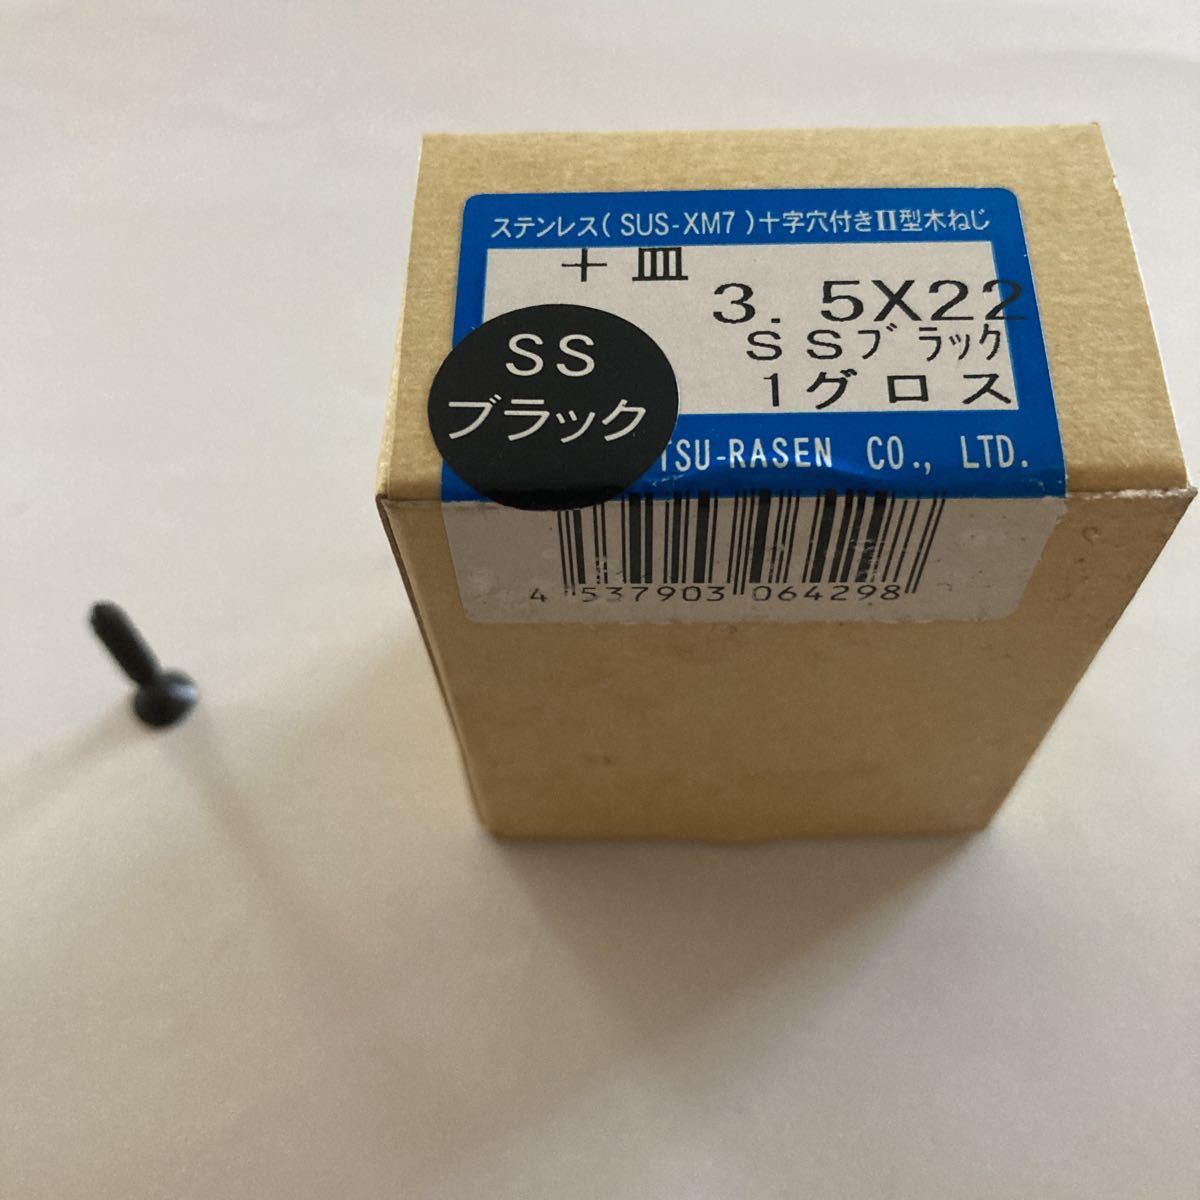 ステンレス( SUS-XM7 )十字穴付きⅡ型木ねじ
＋皿
3. 5X22
SSブラック
1グロス
SS
ブラック
TSU-RASEN CO., LTD.
4 537903 064298